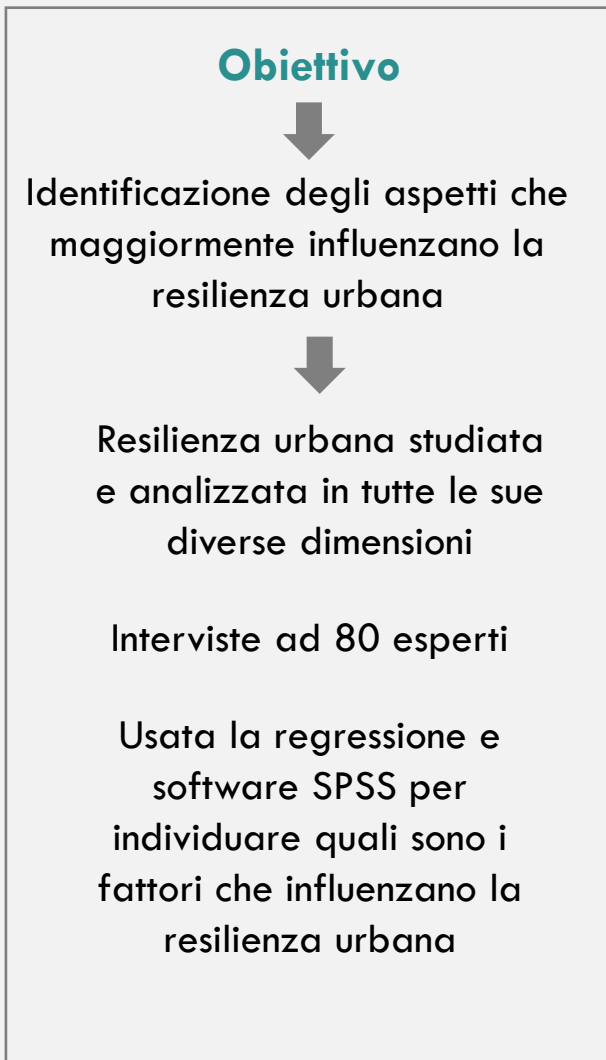 Obiettivo
Identificazione degli aspetti che
maggiormente influenzano la
resilienza urbana
Resilienza urbana studiata
e analizzata in tutte le sue
diverse dimensioni
Interviste ad 80 esperti
Usata la regressione e
software SPSS per
individuare quali sono i
fattori che influenzano la
resilienza urbana